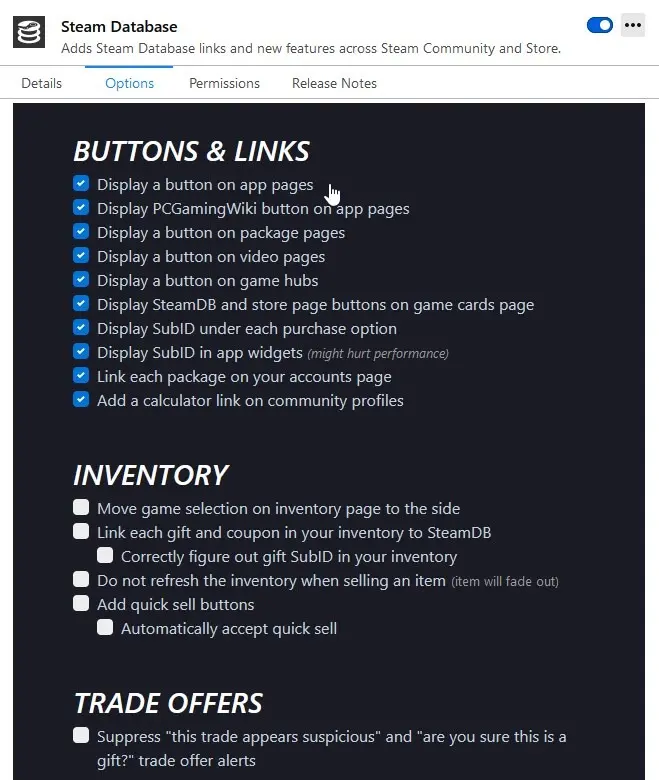 Steam Database
Adds Steam Database links and new features across Steam Community and Store.
Details Options Permissions Release Notes
BUTTONS & LINKS
Display a button on app pages
Display PCGamingWiki button on app pages
Display a button on package pages
Display a button on video pages
Display a button on game hubs
Display SteamDB and store page buttons on game cards page
Display SubID under each purchase option
Display SubID in app widgets (might hurt performance)
Link each package on your accounts page
Add a calculator link on community profiles
INVENTORY
Move game selection on inventory page to the side
Link each gift and coupon in your inventory to SteamDB
Correctly figure out gift SubID in your inventory
Do not refresh the inventory when selling an item (item will fade out)
Add quick sell buttons
Automatically accept quick sell
TRADE OFFERS
Suppress "this trade appears suspicious" and "are you sure this is a
gift?" trade offer alerts